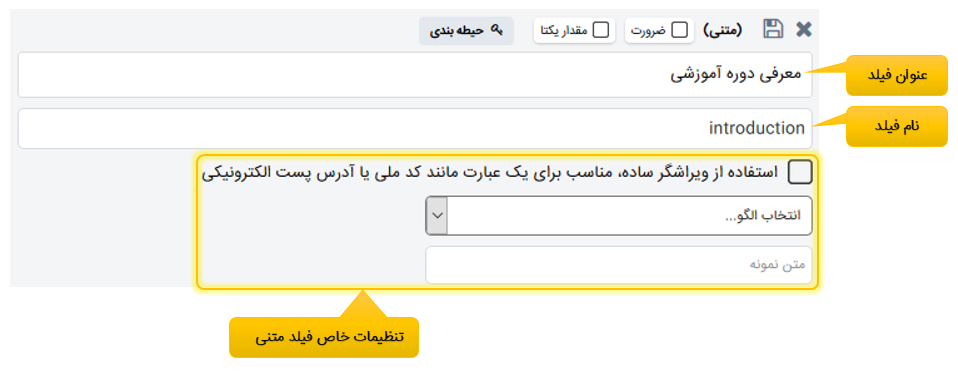 (متنی) ضرورت مقدار یکتا حیطه بندی
معرفی دوره آموزشی
عنوان فیلد
introduction
نام فیلد
استفاده از ویراشگر ساده، مناسب برای یک عبارت مانند کد ملی یا آدرس پست الکترونیکی
انتخاب الگو...
متن نمونه
تنظیمات خاص فیلد متنی